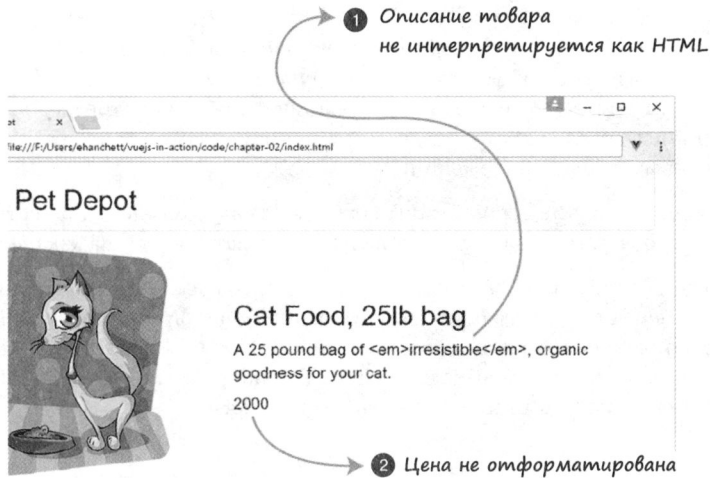 1 Описание товара
не интерпретируется как HTML
x
file:///F:/Users/ehanchett/vuejs-in-action/code/chapter-02/index.html
Pet Depot
Cat Food, 25lb bag
A 25 pound bag of <em>irresistible</em>, organic
goodness for your cat.
2000
2 Цена не отформатирована